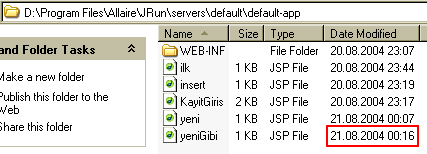 D:\Program Files\Allaire\JRun\servers\default\default-app
and Folder Tasks
Make a new folder
Publish this folder to the
Web
Share this folder
Name Size Type Date Modified
WEB-INF File Folder 20.08.2004 23:07
ilk 1 KB JSP File 20.08.2004 23:44
insert 1 KB JSP File 20.08.2004 23:19
KayitGiris 2 KB JSP File 20.08.2004 23:17
yeni 1 KB JSP File 21.08.2004 00:07
yeniGibi 1 KB JSP File 21.08.2004 00:16